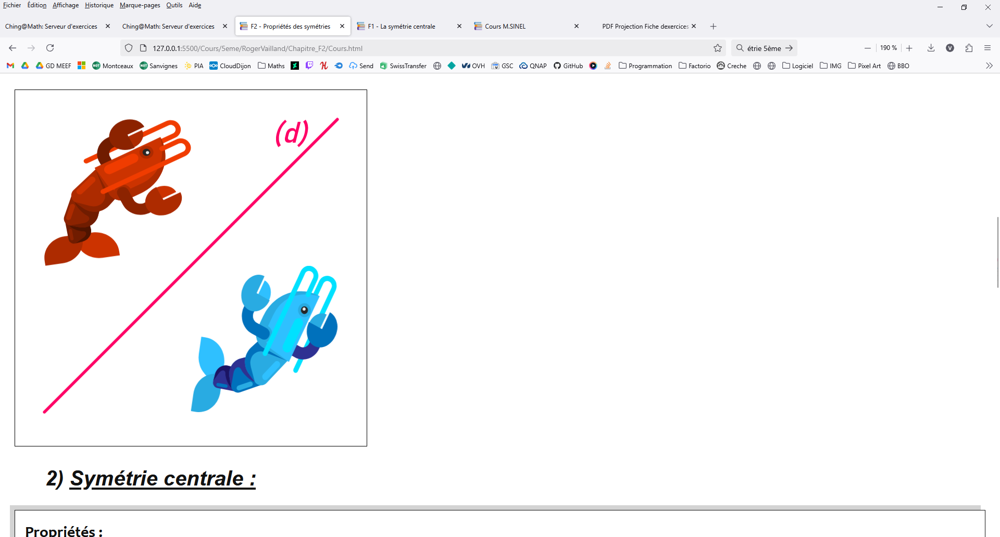 Fichier Édition Affichage Historique Marque-pages Outils Aide
Ching@Math: Serveur d'exercices Ching@Math: Serveur d'exercices F2 - Propriétés des symétries F1 - La symétrie centrale Cours M.SINEL PDF Projection Fiche dexercices
127.0.0.1:5500/Cours/5eme/RogerVailland/Chapitre_F2/Cours.html étrie 5ème 190 % V
GD MEEF Montceaux Sanvignes PIA CloudDijon Maths Send SwissTransfer OVH GSC QNAP GitHub Programmation Factorio Creche Logiciel IMG Pixel Art BBO
(d)
2) Symétrie centrale :
Propriétés :